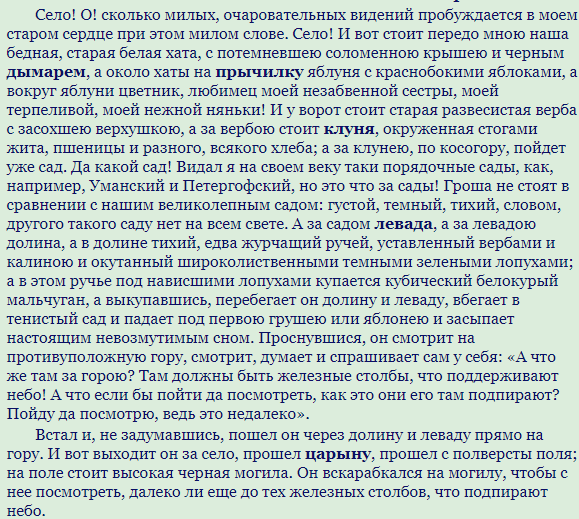 Село! О! сколько милых, очаровательных видений пробуждается в моем
старом сердце при этом милом слове. Село! И вот стоит передо мною наша
бедная, старая белая хата, с потемневшею соломенною крышею и черным
дымарем, а около хаты на прычилку яблуня с краснобокими яблоками, а
вокруг яблуни цветник, любимец моей незабвенной сестры, моей
терпеливой, моей нежной няньки! И у ворот стоит старая развесистая верба
с засохшею верхушкою, а за вербою стоит клуня, окруженная стогами
жита, пшеницы и разного, всякого хлеба; а за клунею, по косогору, пойдет
уже сад. Да какой сад! Видал я на своем веку таки порядочные сады, как,
например, Уманский и Петергофский, но это что за сады! Гроша не стоят в
сравнении с нашим великолепным садом: густой, темный, тихий, словом,
другого такого саду нет на всем свете. А за садом левада, а за левадою
долина, а в долине тихий, едва журчащий ручей, уставленный вербами и
калиною и окутанный широколиственными темными зелеными лопухами;
а в этом ручье под нависшими лопухами купается кубический белокурый
мальчуган, а выкупавшись, перебегает он долину и леваду, вбегает в
тенистый сад и падает под первою грушею или яблонею и засыпает
настоящим невозмутимым сном. Проснувшися, он смотрит на
противуположную гору, смотрит, думает и спрашивает сам у себя: «А что
же там за горою? Там должны быть железные столбы, что поддерживают
небо! А что если бы пойти да посмотреть, как это они его там подпирают?
Пойду да посмотрю, ведь это недалеко».
Встал и, не задумавшись, пошел он через долину и леваду прямо на
гору. И вот выходит он за село, прошел царыну, прошел с полверсты поля;
на поле стоит высокая черная могила. Он вскарабкался на могилу, чтобы с
нее посмотреть, далеко ли еще до тех железных столбов, что подпирают
небо.